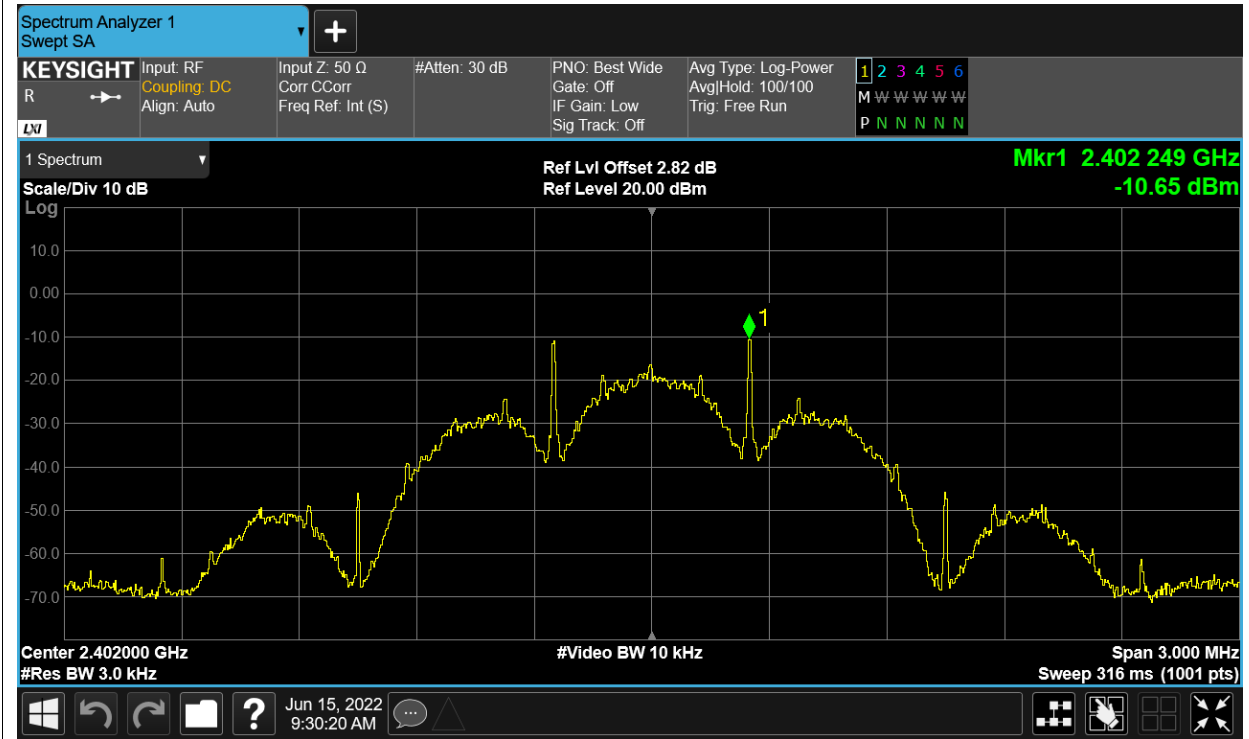 Spectrum Analyzer 1
Swept SA
+
KEYSIGHT
R
LXI
Input: RF
Coupling: DC
Align: Auto
Input Z: 50 Ω
Corr CCorr
Freq Ref: Int (S)
#Atten: 30 dB
PNO: Best Wide
Gate: Off
IF Gain: Low
Sig Track: Off
Avg Type: Log-Power
Avg|Hold: 100/100
Trig: Free Run
1 2 3 4 5 6
M W W W W W
P N N N N N N
1 Spectrum
Scale/Div 10 dB
Log
Ref Lvl Offset 2.82 dB
Ref Level 20.00 dBm
Mkr1 2.402 249 GHz
-10.65 dBm
10.0
0.00
-10.0
-20.0
-30.0
-40.0
-50.0
-60.0
-70.0
1
Center 2.402000 GHz
#Res BW 3.0 kHz
#Video BW 10 kHz
Span 3.000 MHz
Sweep 316 ms (1001 pts)
?
Jun 15, 2022
9:30:20 AM